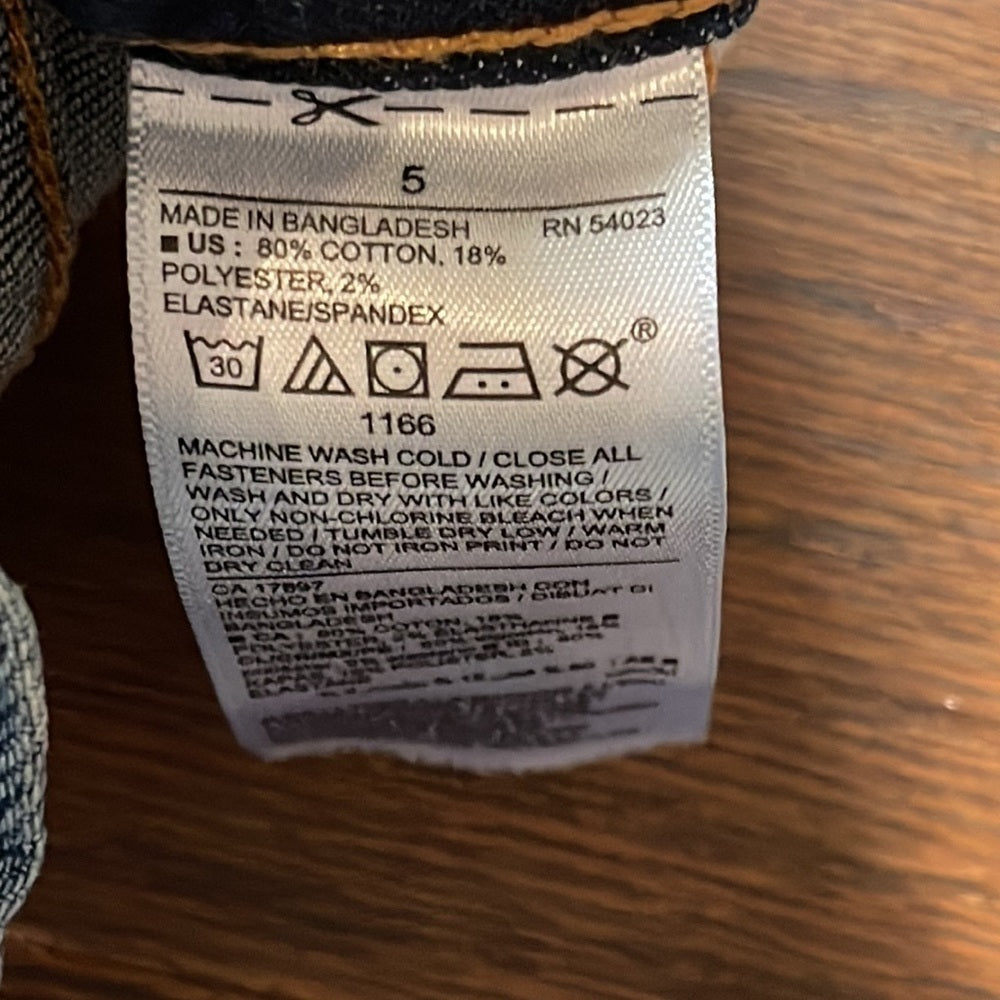 5
MADE IN BANGLADESH RN 54023
US : 80% COTTON, 18%
POLYESTER, 2%
ELASTANE/SPANDEX
30
®
1166
MACHINE WASH COLD / CLOSE ALL
FASTENERS BEFORE WASHING /
WASH AND DRY WITH LIKE COLORS /
ONLY NON-CHLORINE BLEACH WHEN
NEEDED / TUMBLE DRY LOW / WARM
IRON / DO NOT IRON PRINT / DO NOT
DRY CLEAN
CA 17897
HECHO EN BANGLADESH CON
INSUMOS IMPORTADOS / DIBUAT DI
BANGLADESH